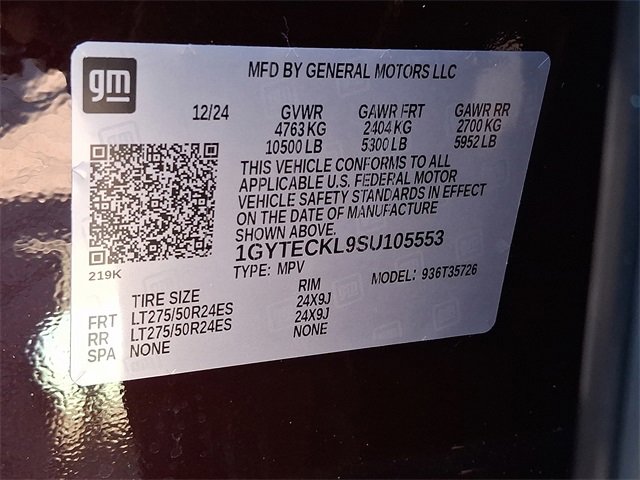 gm
MFD BY GENERAL MOTORS LLC
12/24 GVWR GAWR FRT GAWR RR
4763 KG 2404 KG 2700 KG
10500 LB 5300 LB 5952 LB
THIS VEHICLE CONFORMS TO ALL
APPLICABLE U.S. FEDERAL MOTOR
VEHICLE SAFETY STANDARDS IN EFFECT
ON THE DATE OF MANUFACTURE
SHOWN ABOVE.
1GYTECKL9SU105553
219K
TYPE: MPV MODEL: 936T35726
TIRE SIZE RIM
FRT LT275/50R24ES 24X9J
RR LT275/50R24ES 24X9J
SPA NONE NONE